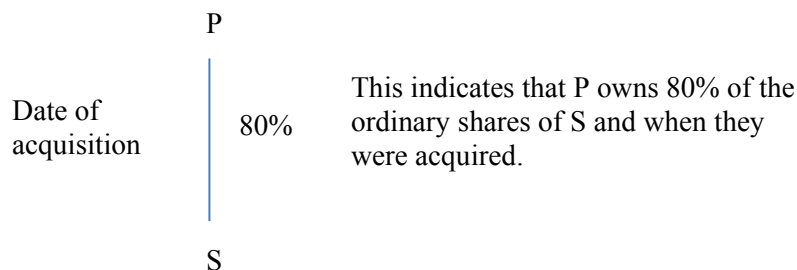 P
Date of
acquisition
80%
This indicates that P owns 80% of the
ordinary shares of S and when they
were acquired.
S